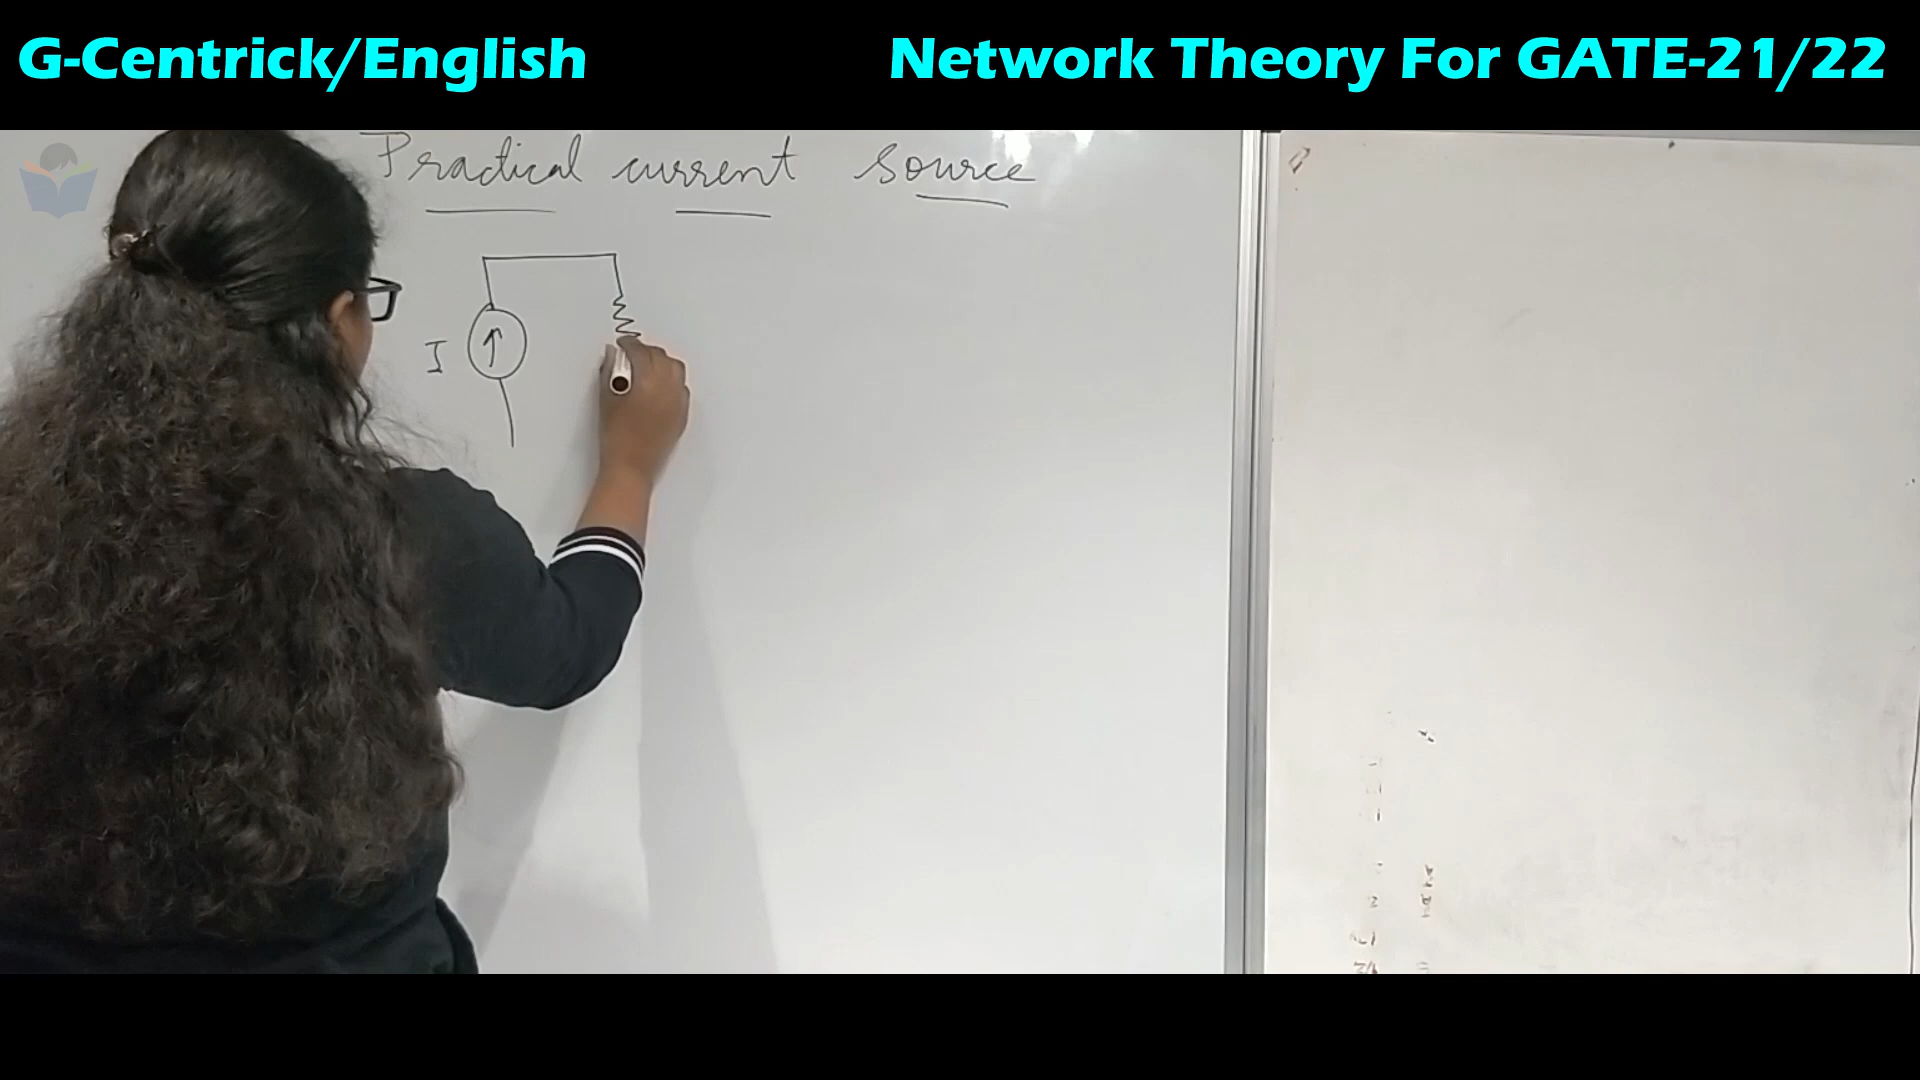 G-Centrick/English
Network Theory For GATE-21/22
Practical current source
I